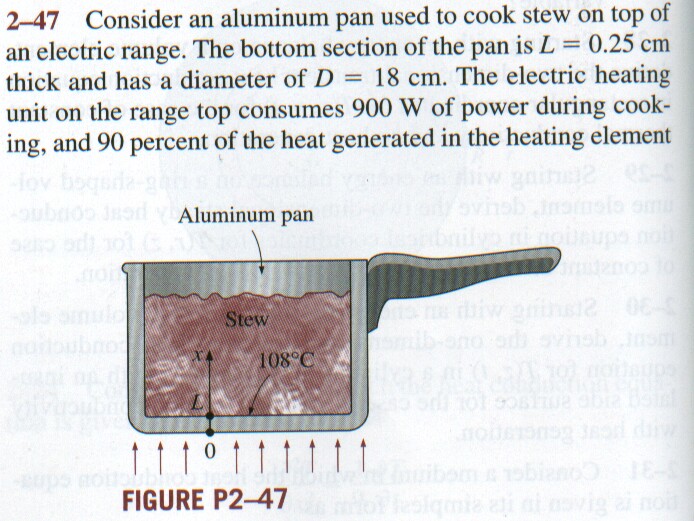 2–47 Consider an aluminum pan used to cook stew on top of
an electric range. The bottom section of the pan is L = 0.25 cm
thick and has a diameter of D = 18 cm. The electric heating
unit on the range top consumes 900 W of power during cook-
ing, and 90 percent of the heat generated in the heating element
Aluminum pan
Stew
x
108°C
L
0
FIGURE P2–47